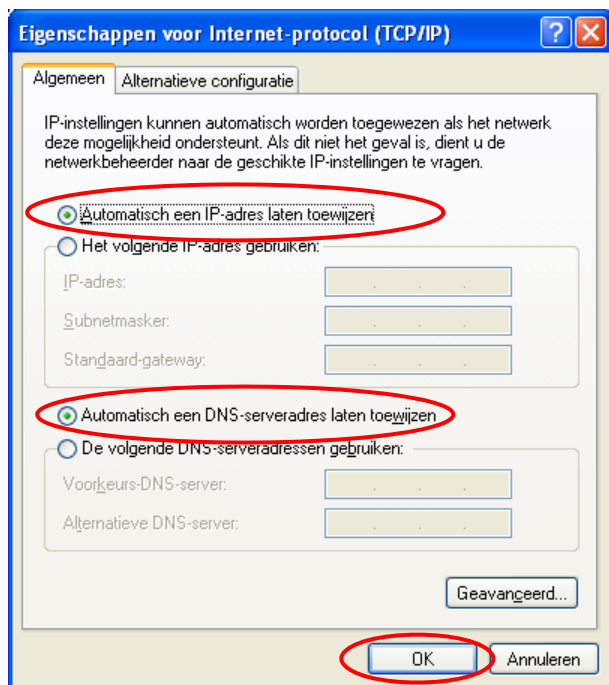 Eigenschappen voor Internet-protocol (TCP/IP)
Algemeen
Alternatieve configuratie
IP-instellingen kunnen automatisch worden toegewezen als het netwerk
deze mogelijkheid ondersteunt. Als dit niet het geval is, dient u de
netwerkbeheerder naar de geschikte IP-instellingen te vragen.
Automatisch een IP-adres laten toewijzen
Het volgende IP-adres gebruiken:
IP-adres:
Subnetmasker:
Standaard-gateway:
Automatisch een DNS-serveradres laten toewijzen
De volgende DNS-serveradressen gebruiken:
Voorkeurs-DNS-server:
Alternatieve DNS-server:
Geavanceerd...
OK
Annuleren